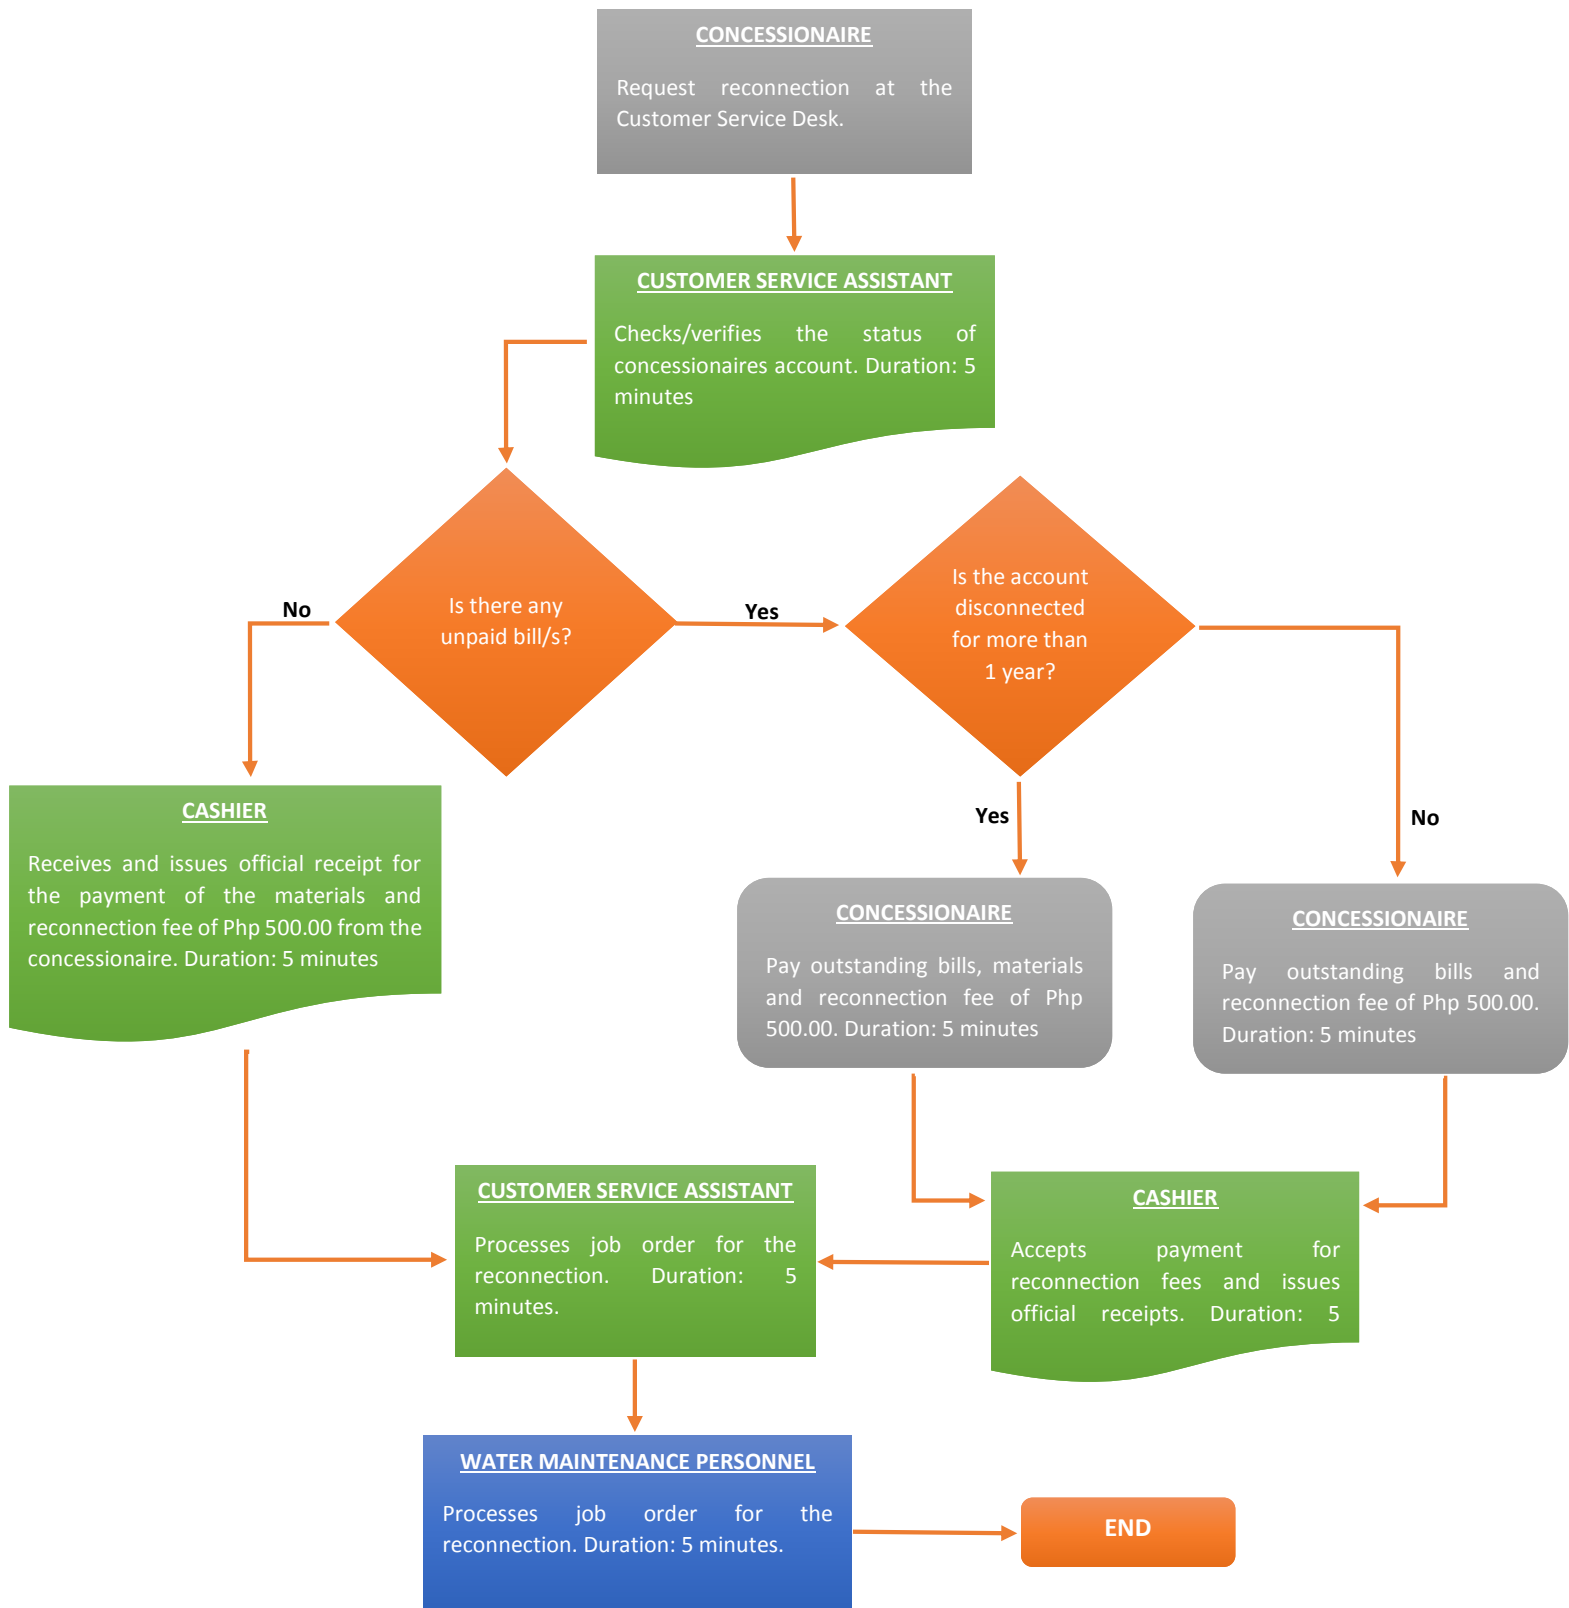 CONCESSIONAIRE
Request reconnection at the
Customer Service Desk.
CUSTOMER SERVICE ASSISTANT
Checks/verifies the status of
concessionaires account. Duration: 5
minutes
Is there any
unpaid bill/s?
No
Yes
Is the account
disconnected
for more than
1 year?
Yes
No
CASHIER
Receives and issues official receipt for
the payment of the materials and
reconnection fee of Php 500.00 from the
concessionaire. Duration: 5 minutes
CONCESSIONAIRE
Pay outstanding bills, materials
and reconnection fee of Php
500.00. Duration: 5 minutes
CONCESSIONAIRE
Pay outstanding bills and
reconnection fee of Php 500.00.
Duration: 5 minutes
CUSTOMER SERVICE ASSISTANT
Processes job order for the
reconnection. Duration: 5
minutes.
CASHIER
Accepts payment for
reconnection fees and issues
official receipts. Duration: 5
WATER MAINTENANCE PERSONNEL
Processes job order for the
reconnection. Duration: 5 minutes.
END